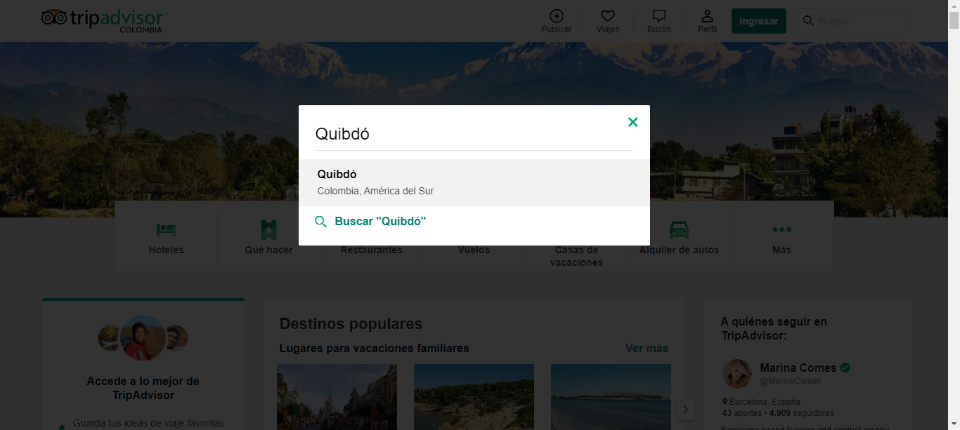 tripadvisor
COLOMBIA
Publicar
Viajes
Buzón
Perfil
Ingresar
Buscar
Quibdó
Quibdó
Colombia, América del Sur
Buscar "Quibdó"
Hoteles
Qué hacer
Restaurantes
Vuelos
Casas de
vacaciones
Alquiler de autos
Más
Accede a lo mejor de
TripAdvisor
Guarda tus ideas de viaje favoritas
Destinos populares
Lugares para vacaciones familiares
Ver más
A quiénes seguir en
TripAdvisor:
Marina Comes
@MarinaComes
Barcelona, España
43 aportes • 4.909 seguidores